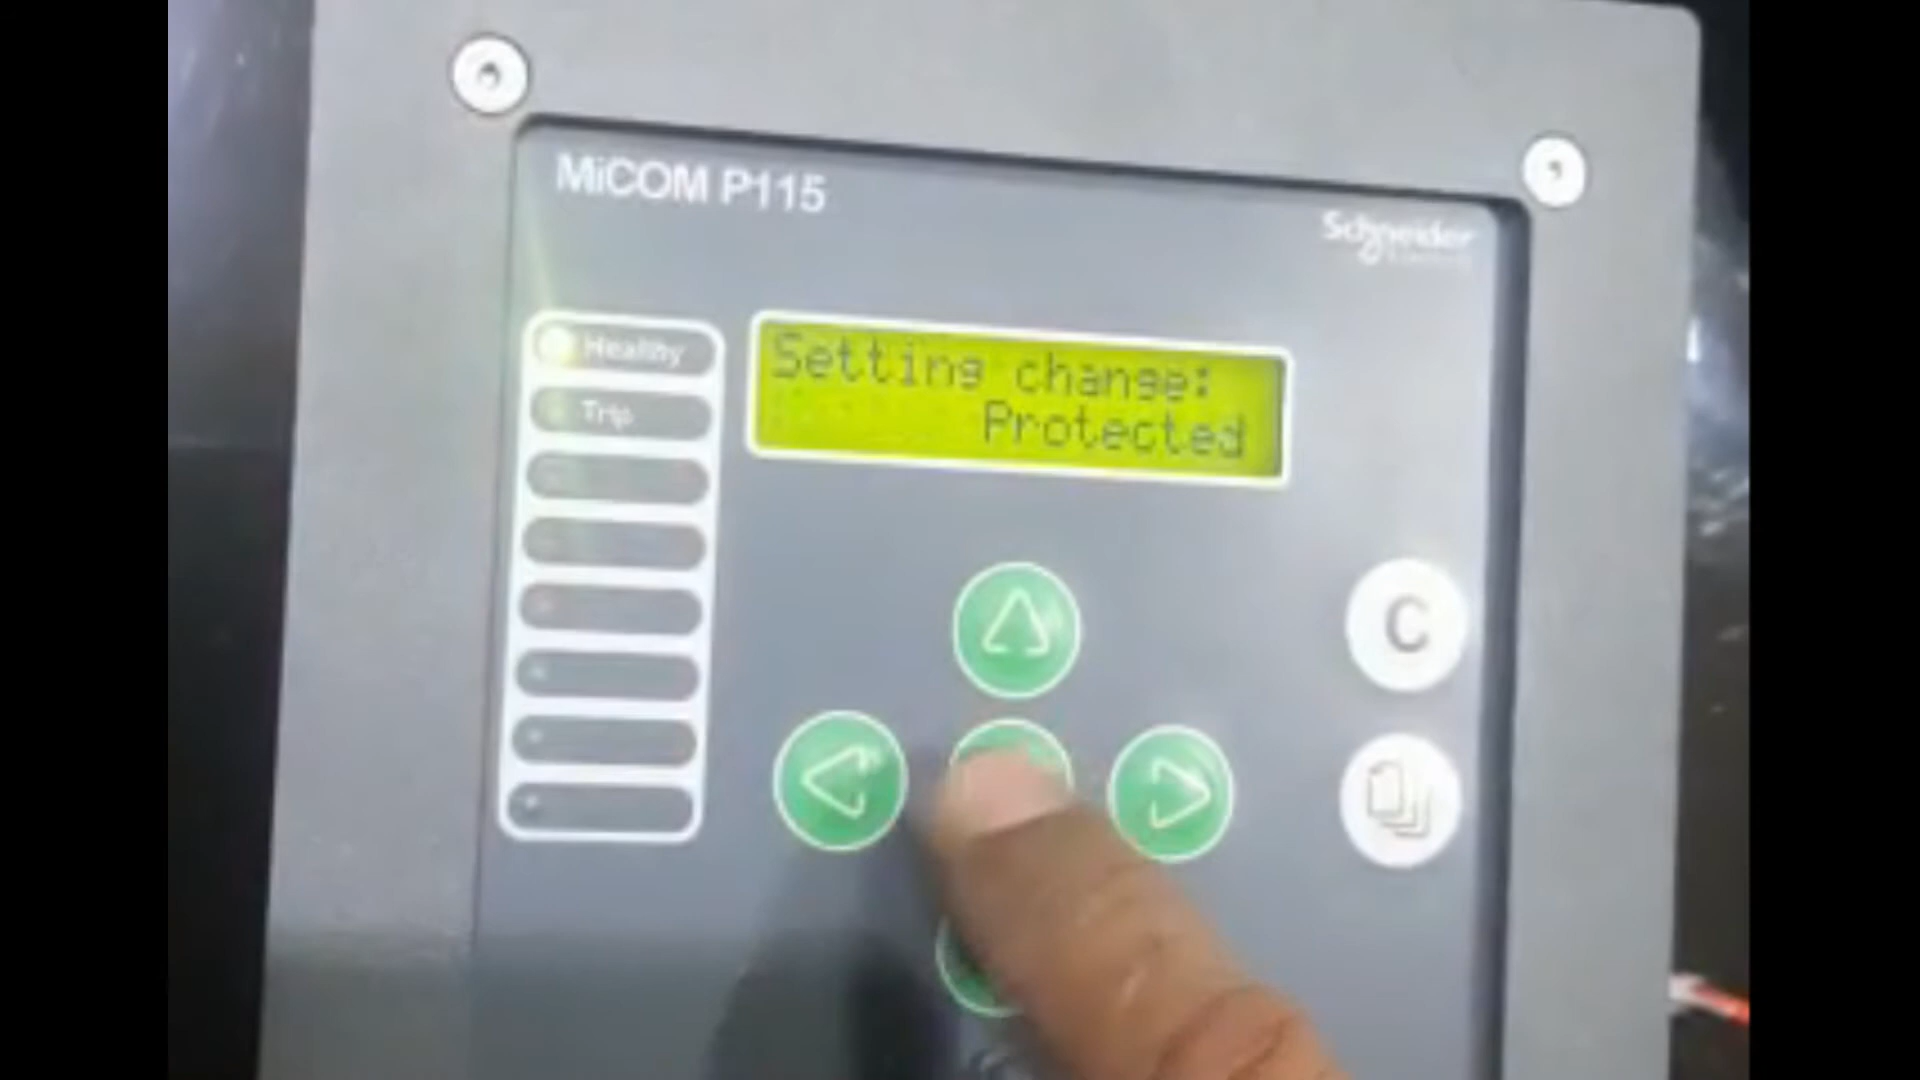 MiCOM P115
Schneider
Healthy
Trip
Setting change:
Protected
C